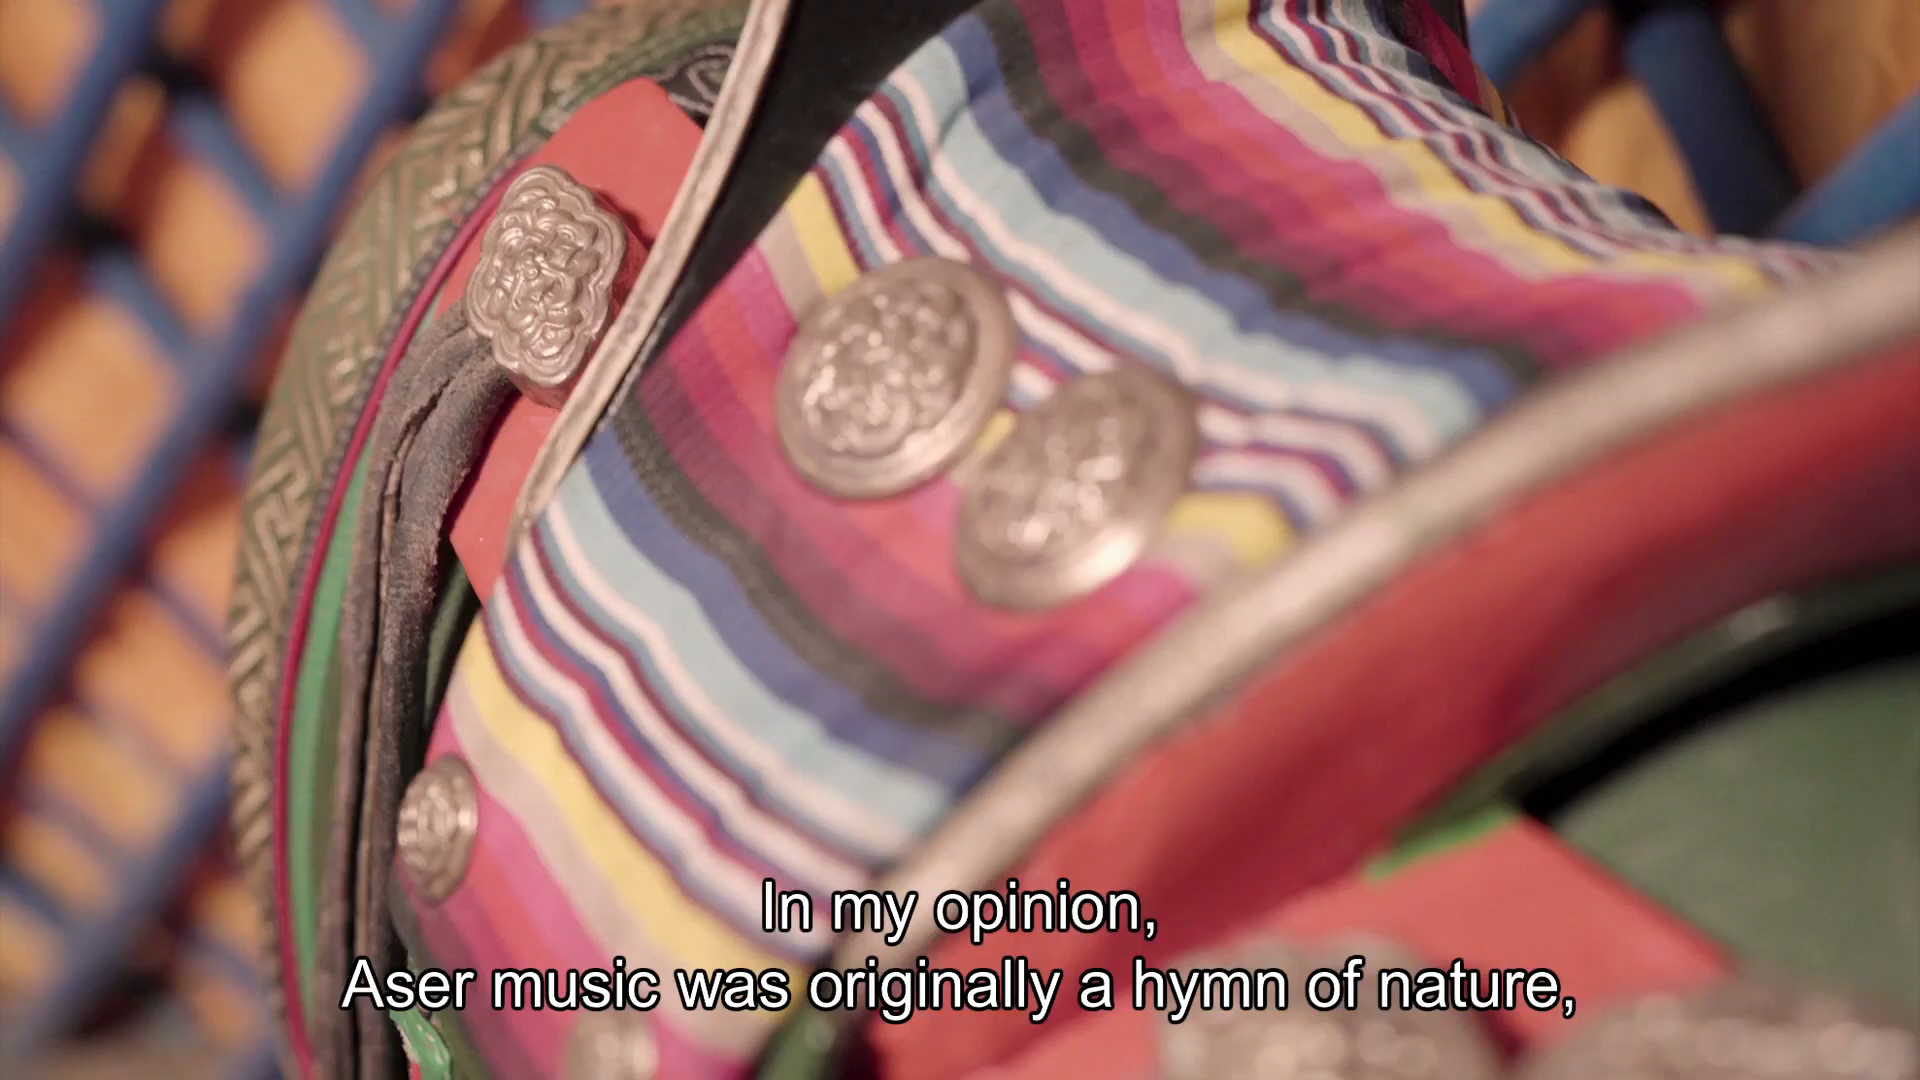 In my opinion,
Aser music was originally a hymn of nature,